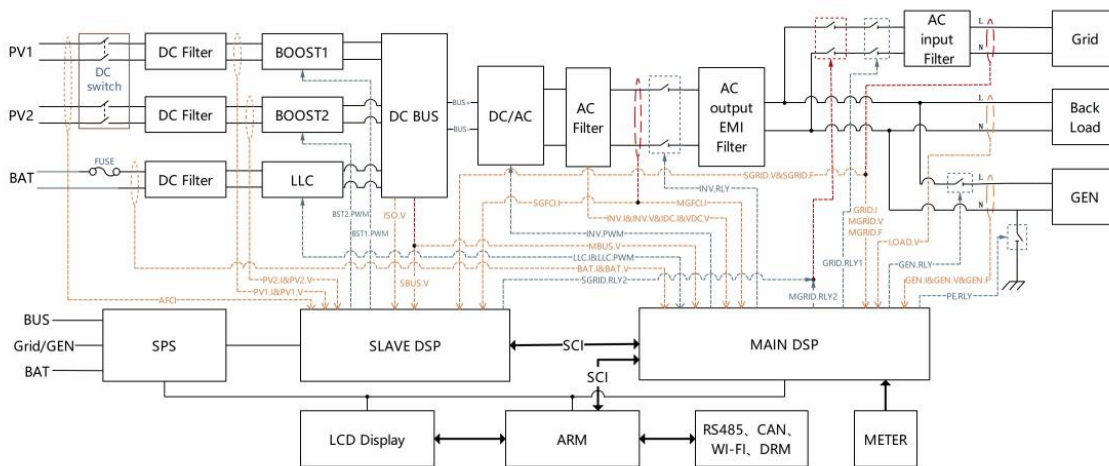 PV1
PV2
FUSE
BAT
DC
switch
DC Filter
DC Filter
DC Filter
BOOST1
BOOST2
LLC
DC BUS
BUS+
BUS-
DC/AC
AC
Filter
AC
output
EMI
Filter
AC
input
Filter
L
N
Grid
L
N
Back
Load
L
N
GEN
ISO.V
BST2.PWM
BST1.PWM
SGFCI.I
MGFCI.I
SGRID.V&SGRID.F
INV.RLY
INV.I&INV.V&IDC.I&VDC.V
INV.PWM
MBUS.V
LLC.I&LLC.PWM
BAT.I&BAT.V
SBUS.V
SGRID.RLY2
PV2.I&PV2.V
PV1.I&PV1.V
AFCI
GRID.I
MGRID.V
MGRID.F
GRID.RLY1
MGRID.RLY2
LOAD.V
GEN.RLY
GEN.I&GEN.V&GEN.F
PE.RLY
BUS
Grid/GEN
BAT
SPS
SLAVE DSP
SCI
MAIN DSP
SCI
LCD Display
ARM
RS485、CAN、
WI-FI、DRM
METER